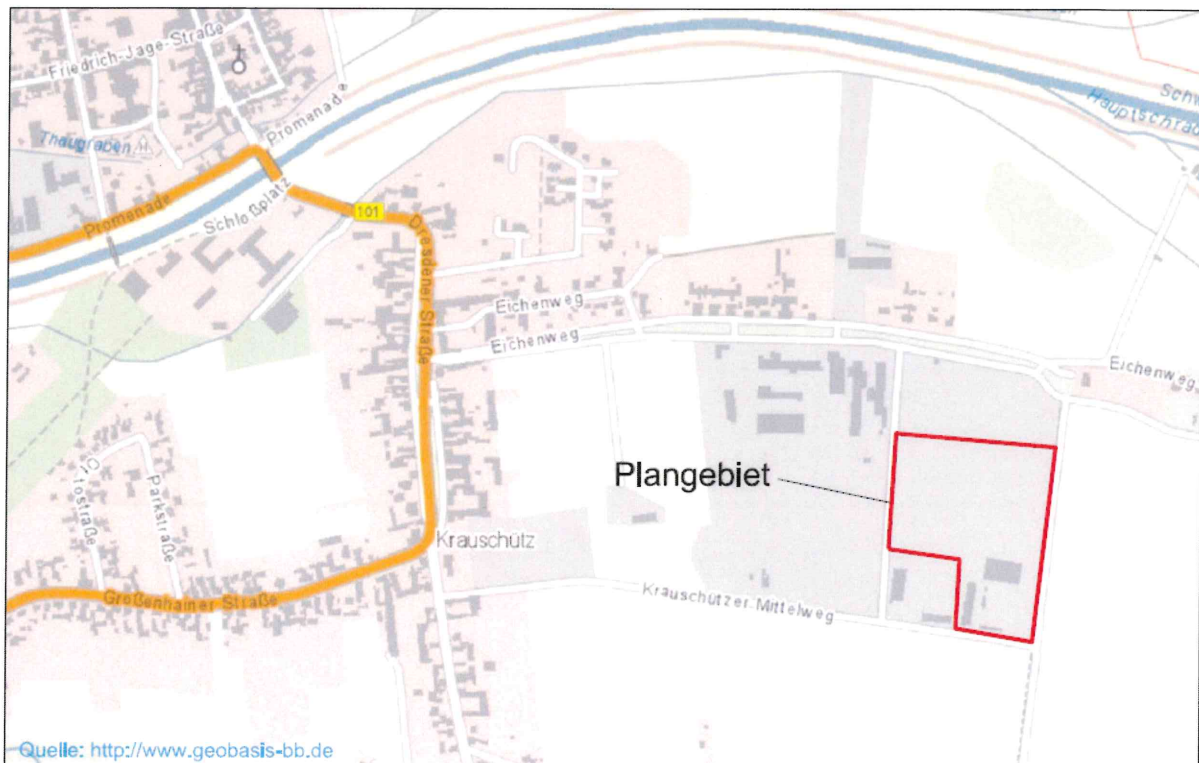 Friedrich-Jage-Straße
Promenade
Thaugraben
Promenade
Schloßplatz
101
Dresdener Straße
Eichenweg
Eichenweg
Eichenweg
Plangebiet
Parkstraße
Krauschütz
Großenhainer Straße
Krauschützer-Mittelweg
Quelle: http://www.geobasis-bb.de